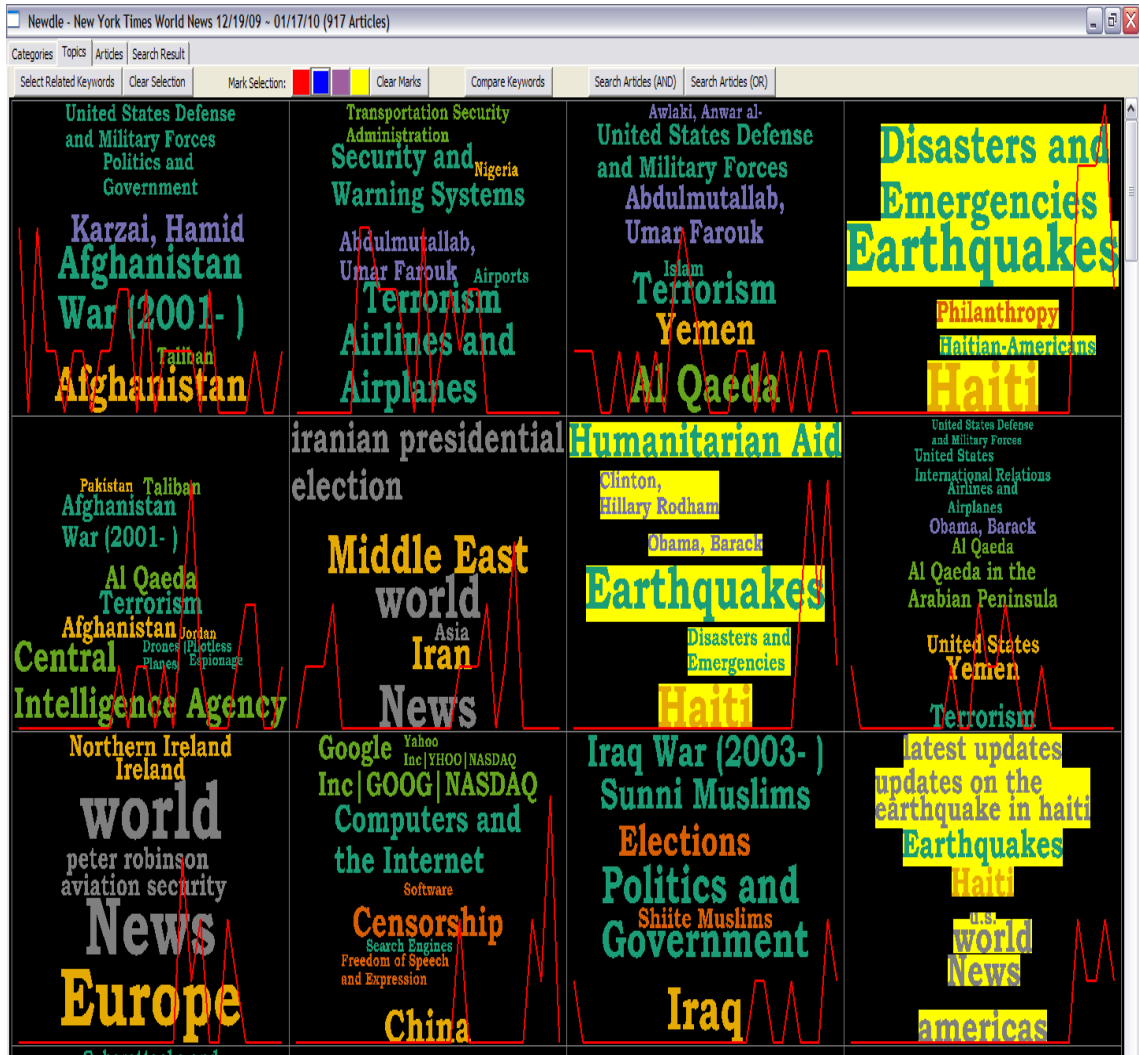 Newdle - New York Times World News 12/19/09 ~ 01/17/10 (917 Articles)
Categories Topics Articles Search Result
Select Related Keywords Clear Selection Mark Selection: Clear Marks Compare Keywords Search Articles (AND) Search Articles (OR)
United States Defense
and Military Forces
Politics and
Government
Karzai, Hamid
Afghanistan
War (2001- )
Taliban
Afghanistan
Transportation Security
Administration
Security and
Nigeria
Warning Systems
Abdulmutallab,
Umar Farouk
Airports
Terrorism
Airlines and
Airplanes
Awlaki, Anwar al-
United States Defense
and Military Forces
Abdulmutallab,
Umar Farouk
Islam
Terrorism
Yemen
Al Qaeda
Disasters and
Emergencies
Earthquakes
Philanthropy
Haitian-Americans
Haiti
Pakistan Taliban
Afghanistan
War (2001- )
Al Qaeda
Terrorism
Afghanistan Jordan
Drones (Pilotless
Planes) Espionage
Central
Intelligence Agency
iranian presidential
election
Middle East
world
Asia
Iran
News
Humanitarian Aid
Clinton,
Hillary Rodham
Obama, Barack
Earthquakes
Disasters and
Emergencies
Haiti
United States Defense
and Military Forces
United States
International Relations
Airlines and
Airplanes
Obama, Barack
Al Qaeda
Al Qaeda in the
Arabian Peninsula
United States
Yemen
Terrorism
Northern Ireland
Ireland
world
peter robinson
aviation security
News
Europe
Google
Yahoo
Inc|YHOO|NASDAQ
Inc|GOOG|NASDAQ
Computers and
the Internet
Software
Censorship
Search Engines
Freedom of Speech
and Expression
China
Iraq War (2003- )
Sunni Muslims
Elections
Politics and
Shiite Muslims
Government
Iraq
latest updates
updates on the
earthquake in haiti
Earthquakes
Haiti
u.s.
world
News
americas